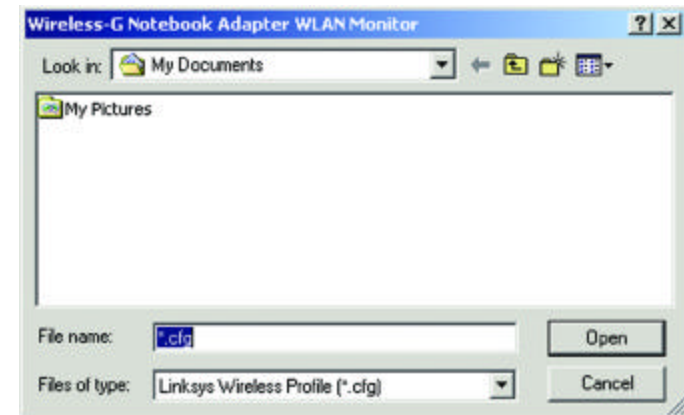 Wireless-G Notebook Adapter WLAN Monitor
Look in: My Documents
My Pictures
File name: *.cfg Open
Files of type: Linksys Wireless Profile (*.cfg) Cancel